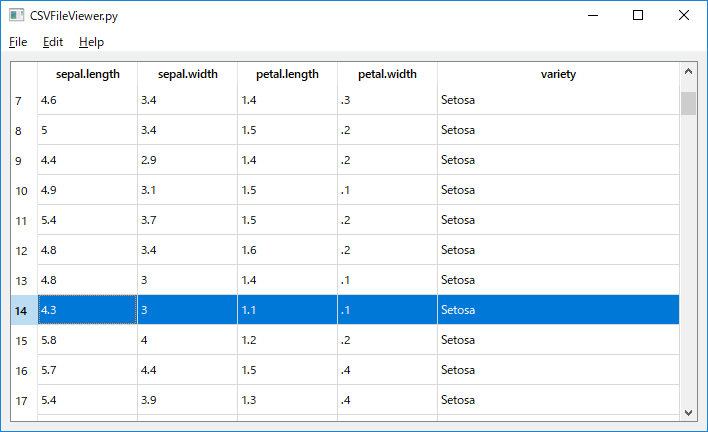 CSVFileViewer.py
File Edit Help
sepal.length sepal.width petal.length petal.width variety
7 4.6 3.4 1.4 .3 Setosa
8 5 3.4 1.5 .2 Setosa
9 4.4 2.9 1.4 .2 Setosa
10 4.9 3.1 1.5 .1 Setosa
11 5.4 3.7 1.5 .2 Setosa
12 4.8 3.4 1.6 .2 Setosa
13 4.8 3 1.4 .1 Setosa
14 4.3 3 1.1 .1 Setosa
15 5.8 4 1.2 .2 Setosa
16 5.7 4.4 1.5 .4 Setosa
17 5.4 3.9 1.3 .4 Setosa